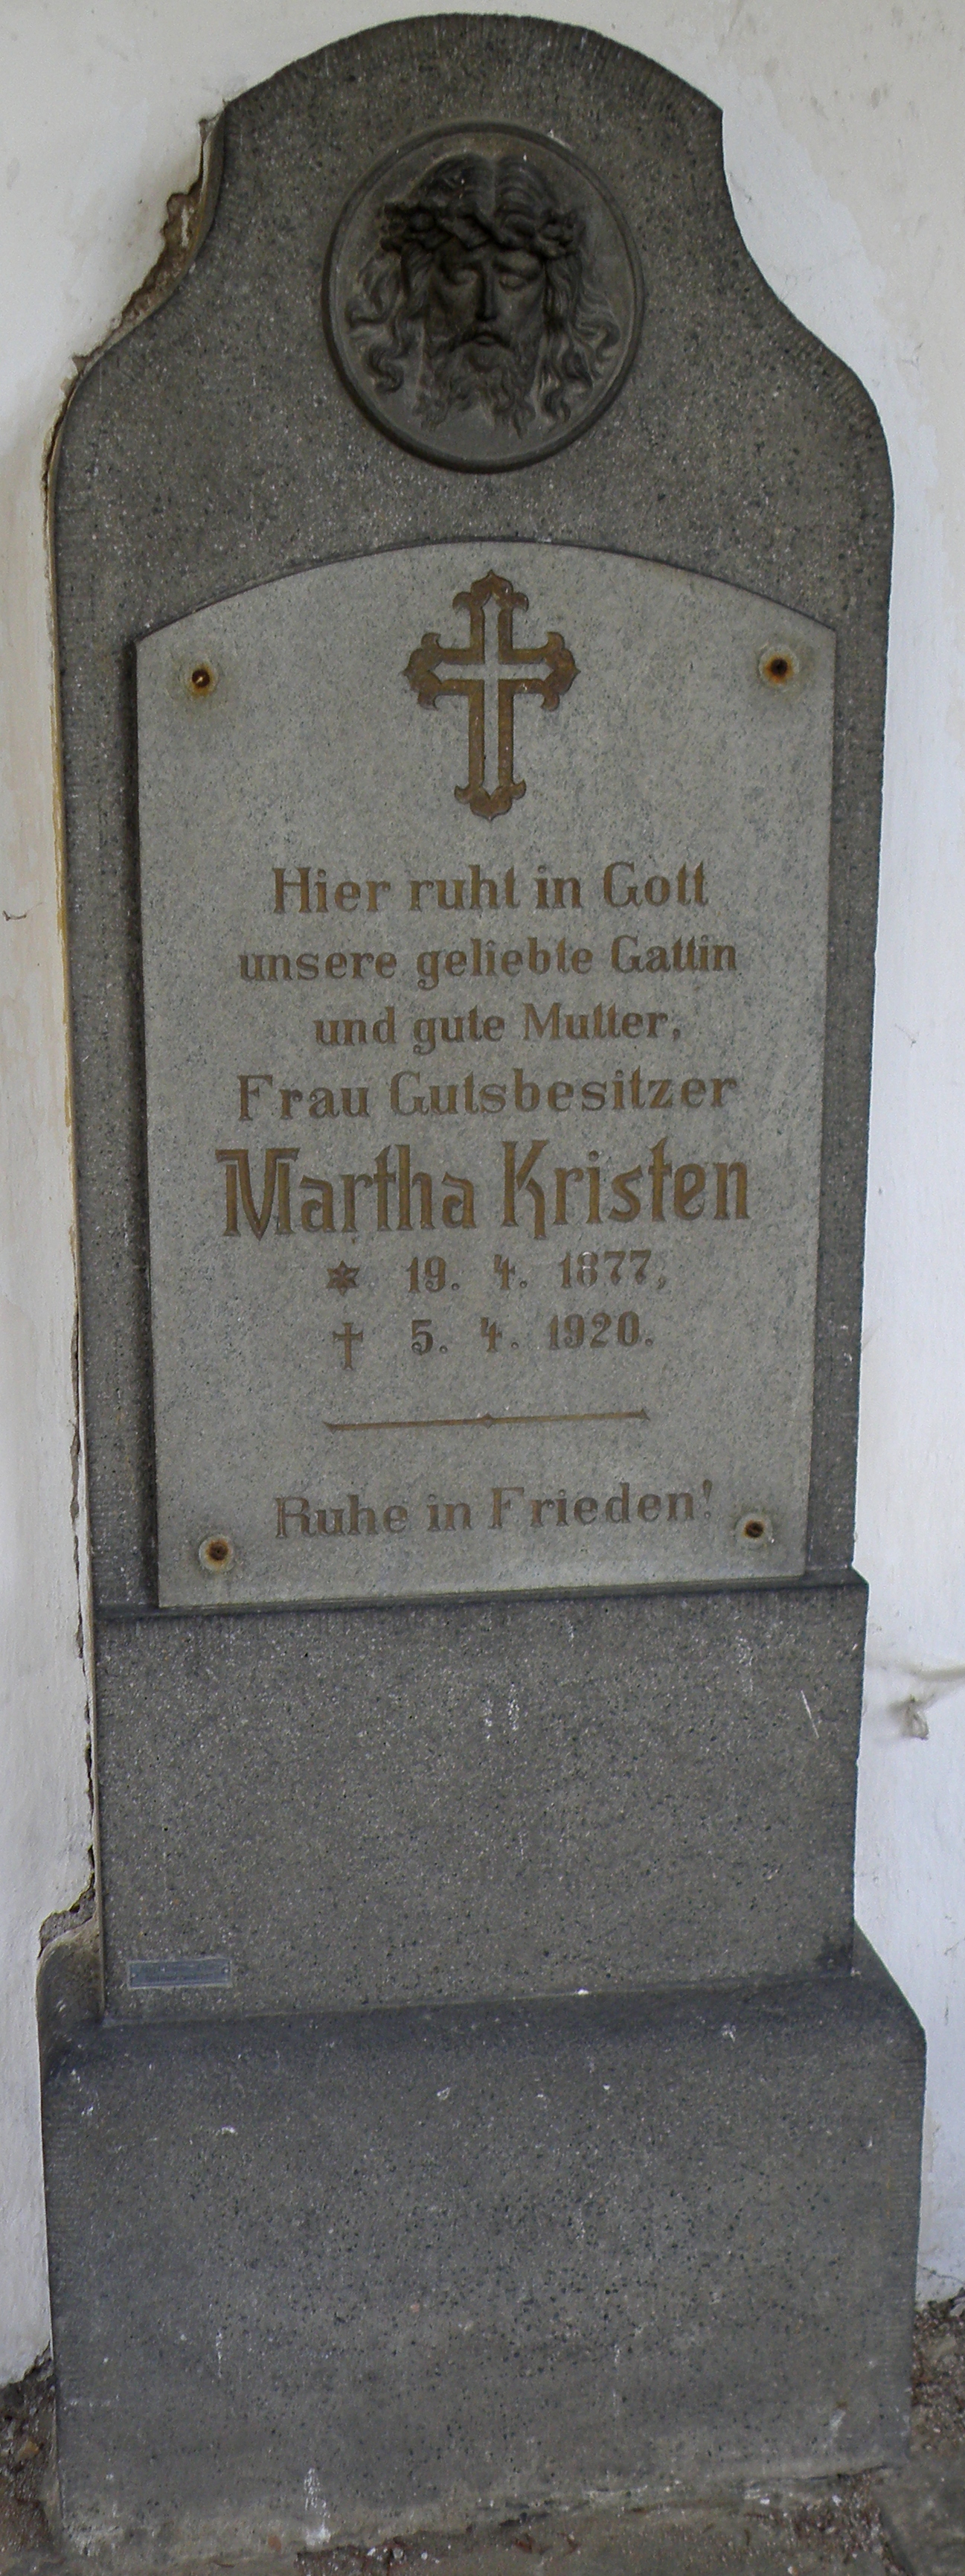 Hier ruht in Gott
unsere geliebte Gattin
und gute Mutter,
Frau Gutsbesitzer
Martha Kristen
✶ 19. 4. 1877,
† 5. 4. 1920.
Ruhe in Frieden!